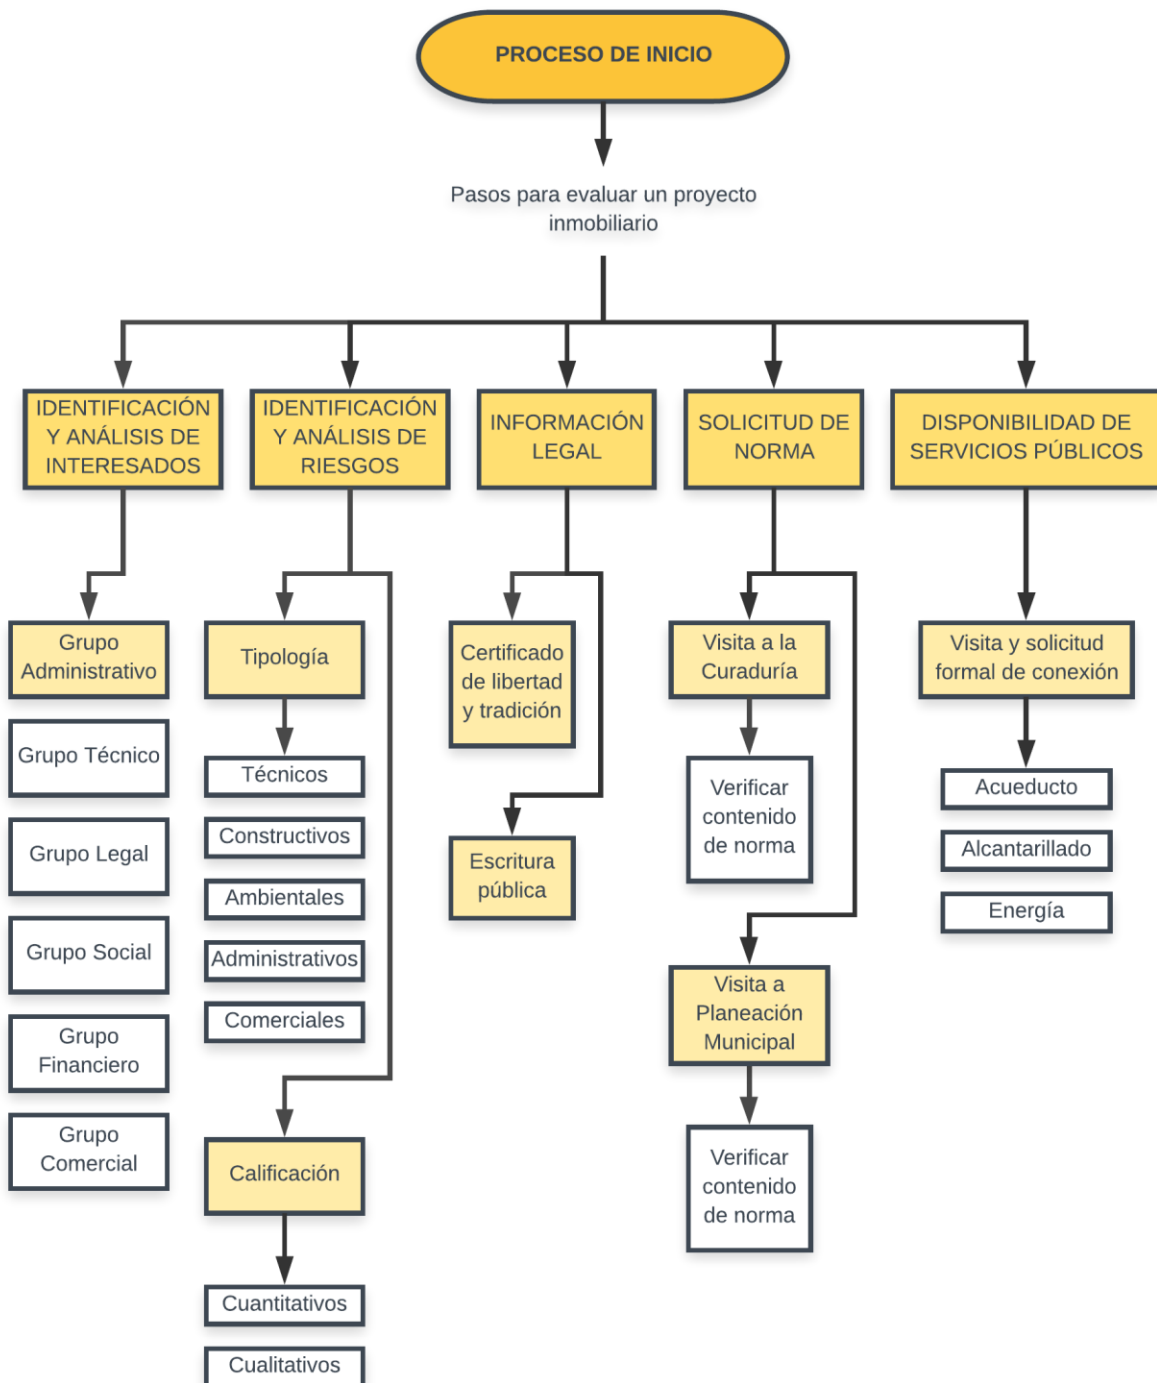 PROCESO DE INICIO
Pasos para evaluar un proyecto
inmobiliario
IDENTIFICACIÓN
Y ANÁLISIS DE
INTERESADOS
IDENTIFICACIÓN
Y ANÁLISIS DE
RIESGOS
INFORMACIÓN
LEGAL
SOLICITUD DE
NORMA
DISPONIBILIDAD DE
SERVICIOS PÚBLICOS
Grupo
Administrativo
Grupo Técnico
Grupo Legal
Grupo Social
Grupo
Financiero
Grupo
Comercial
Tipología
Técnicos
Constructivos
Ambientales
Administrativos
Comerciales
Calificación
Cuantitativos
Cualitativos
Certificado
de libertad
y tradición
Escritura
pública
Visita a la
Curaduría
Verificar
contenido
de norma
Visita a
Planeación
Municipal
Verificar
contenido
de norma
Visita y solicitud
formal de conexión
Acueducto
Alcantarillado
Energía